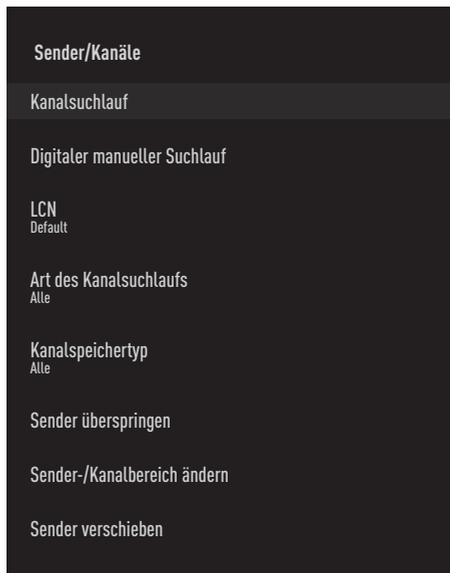 Sender/Kanäle
Kanalsuchlauf
Digitaler manueller Suchlauf
LCN
Default
Art des Kanalsuchlaufs
Alle
Kanalspeichertyp
Alle
Sender überspringen
Sender-/Kanalbereich ändern
Sender verschieben